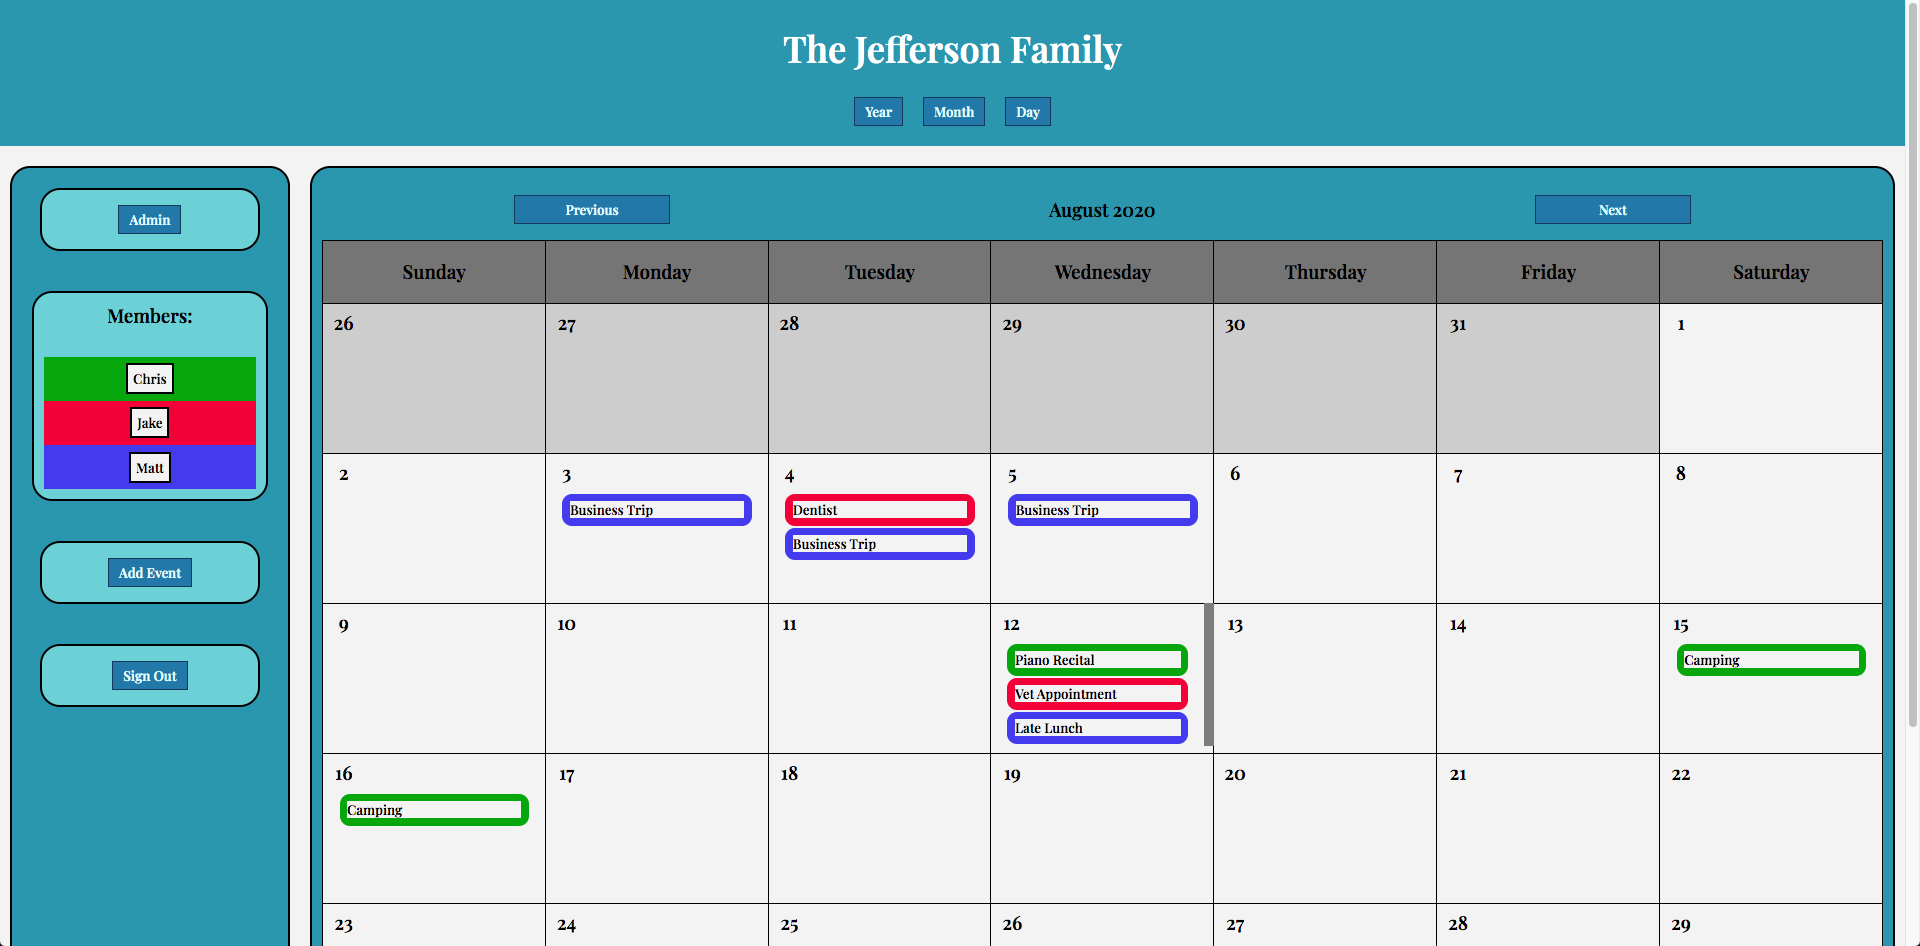 The Jefferson Family
Year Month Day
Admin
Members:
Chris
Jake
Matt
Add Event
Sign Out
Previous August 2020 Next
Sunday Monday Tuesday Wednesday Thursday Friday Saturday
26 27 28 29 30 31 1
2 3 4 5 6 7 8
Business Trip Dentist Business Trip
Business Trip
9 10 11 12 13 14 15
Piano Recital Camping
Vet Appointment
Late Lunch
16 17 18 19 20 21 22
Camping
23 24 25 26 27 28 29